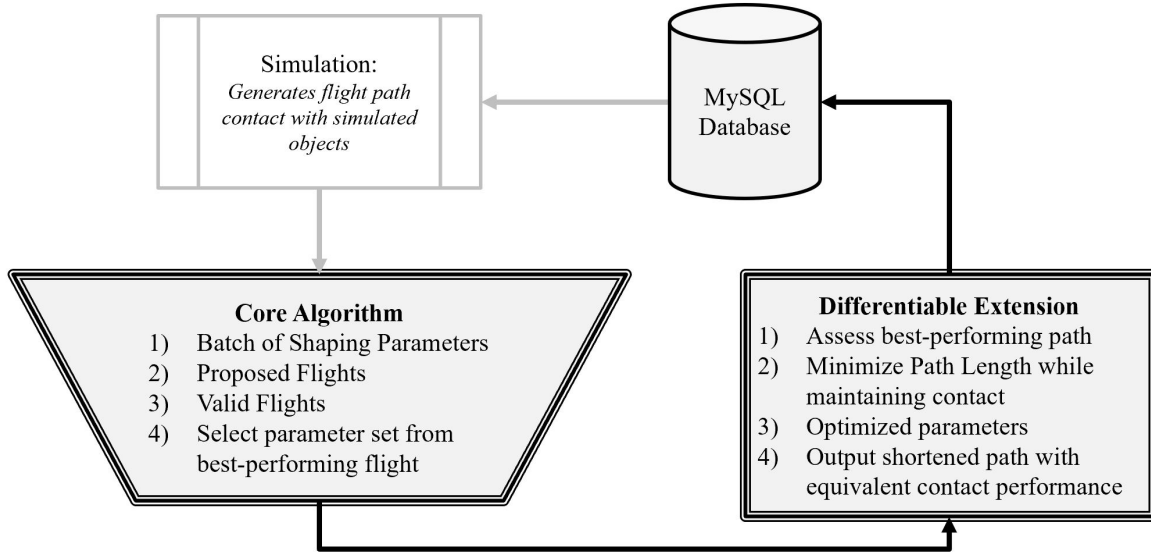 Simulation:
Generates flight path
contact with simulated
objects
MySQL
Database
Core Algorithm
1) Batch of Shaping Parameters
2) Proposed Flights
3) Valid Flights
4) Select parameter set from
best-performing flight
Differentiable Extension
1) Assess best-performing path
2) Minimize Path Length while
maintaining contact
3) Optimized parameters
4) Output shortened path with
equivalent contact performance